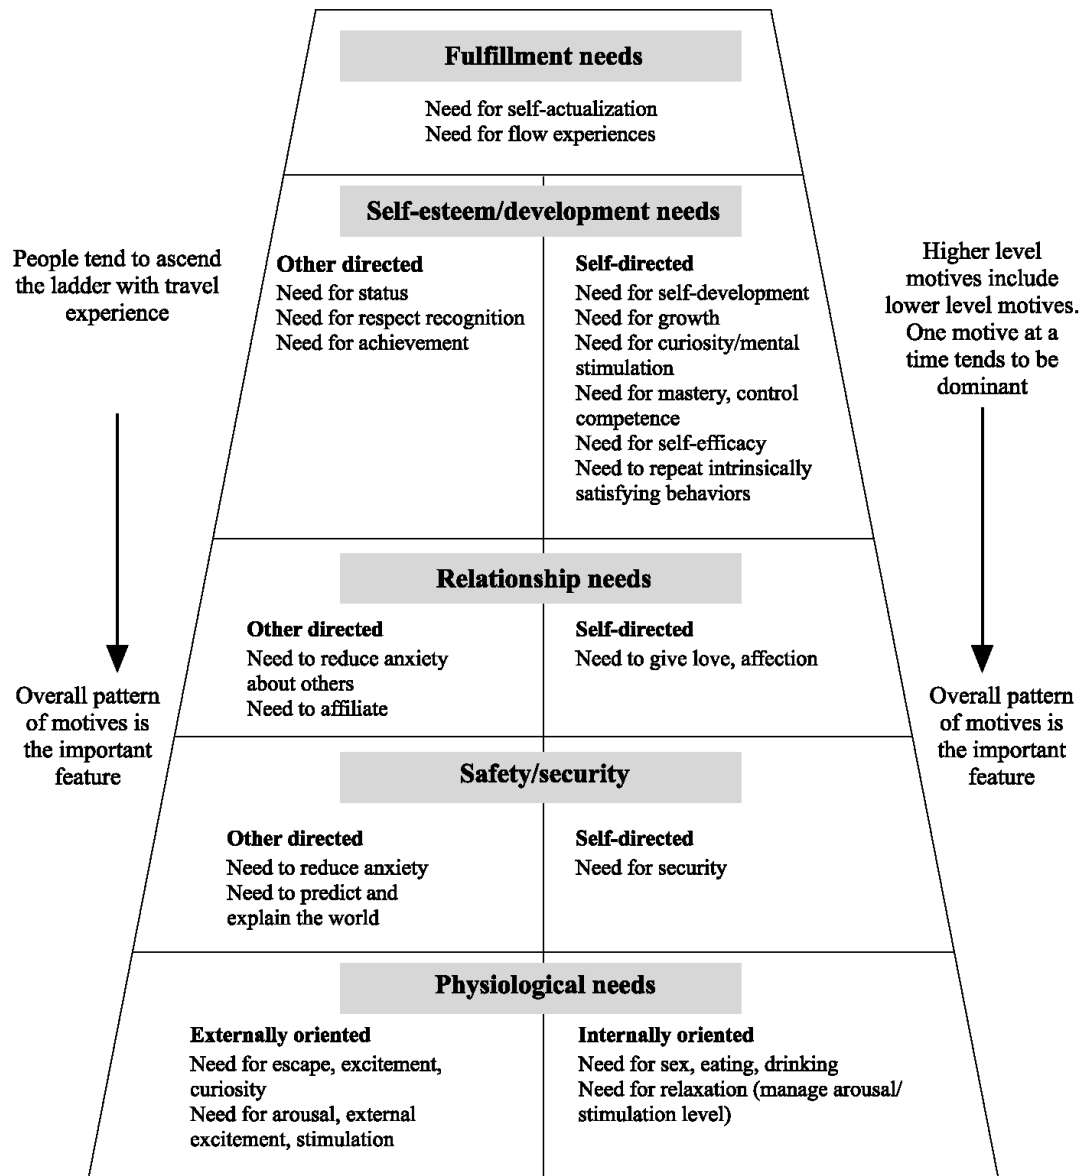 Fulfillment needs
Need for self-actualization
Need for flow experiences
People tend to ascend
the ladder with travel
experience
Self-esteem/development needs
Other directed
Need for status
Need for respect recognition
Need for achievement
Self-directed
Need for self-development
Need for growth
Need for curiosity/mental
stimulation
Need for mastery, control
competence
Need for self-efficacy
Need to repeat intrinsically
satisfying behaviors
Higher level
motives include
lower level motives.
One motive at a
time tends to be
dominant
Relationship needs
Other directed
Need to reduce anxiety
about others
Need to affiliate
Self-directed
Need to give love, affection
Overall pattern
of motives is
the important
feature
Overall pattern
of motives is
the important
feature
Safety/security
Other directed
Need to reduce anxiety
Need to predict and
explain the world
Self-directed
Need for security
Physiological needs
Externally oriented
Need for escape, excitement,
curiosity
Need for arousal, external
excitement, stimulation
Internally oriented
Need for sex, eating, drinking
Need for relaxation (manage arousal/
stimulation level)